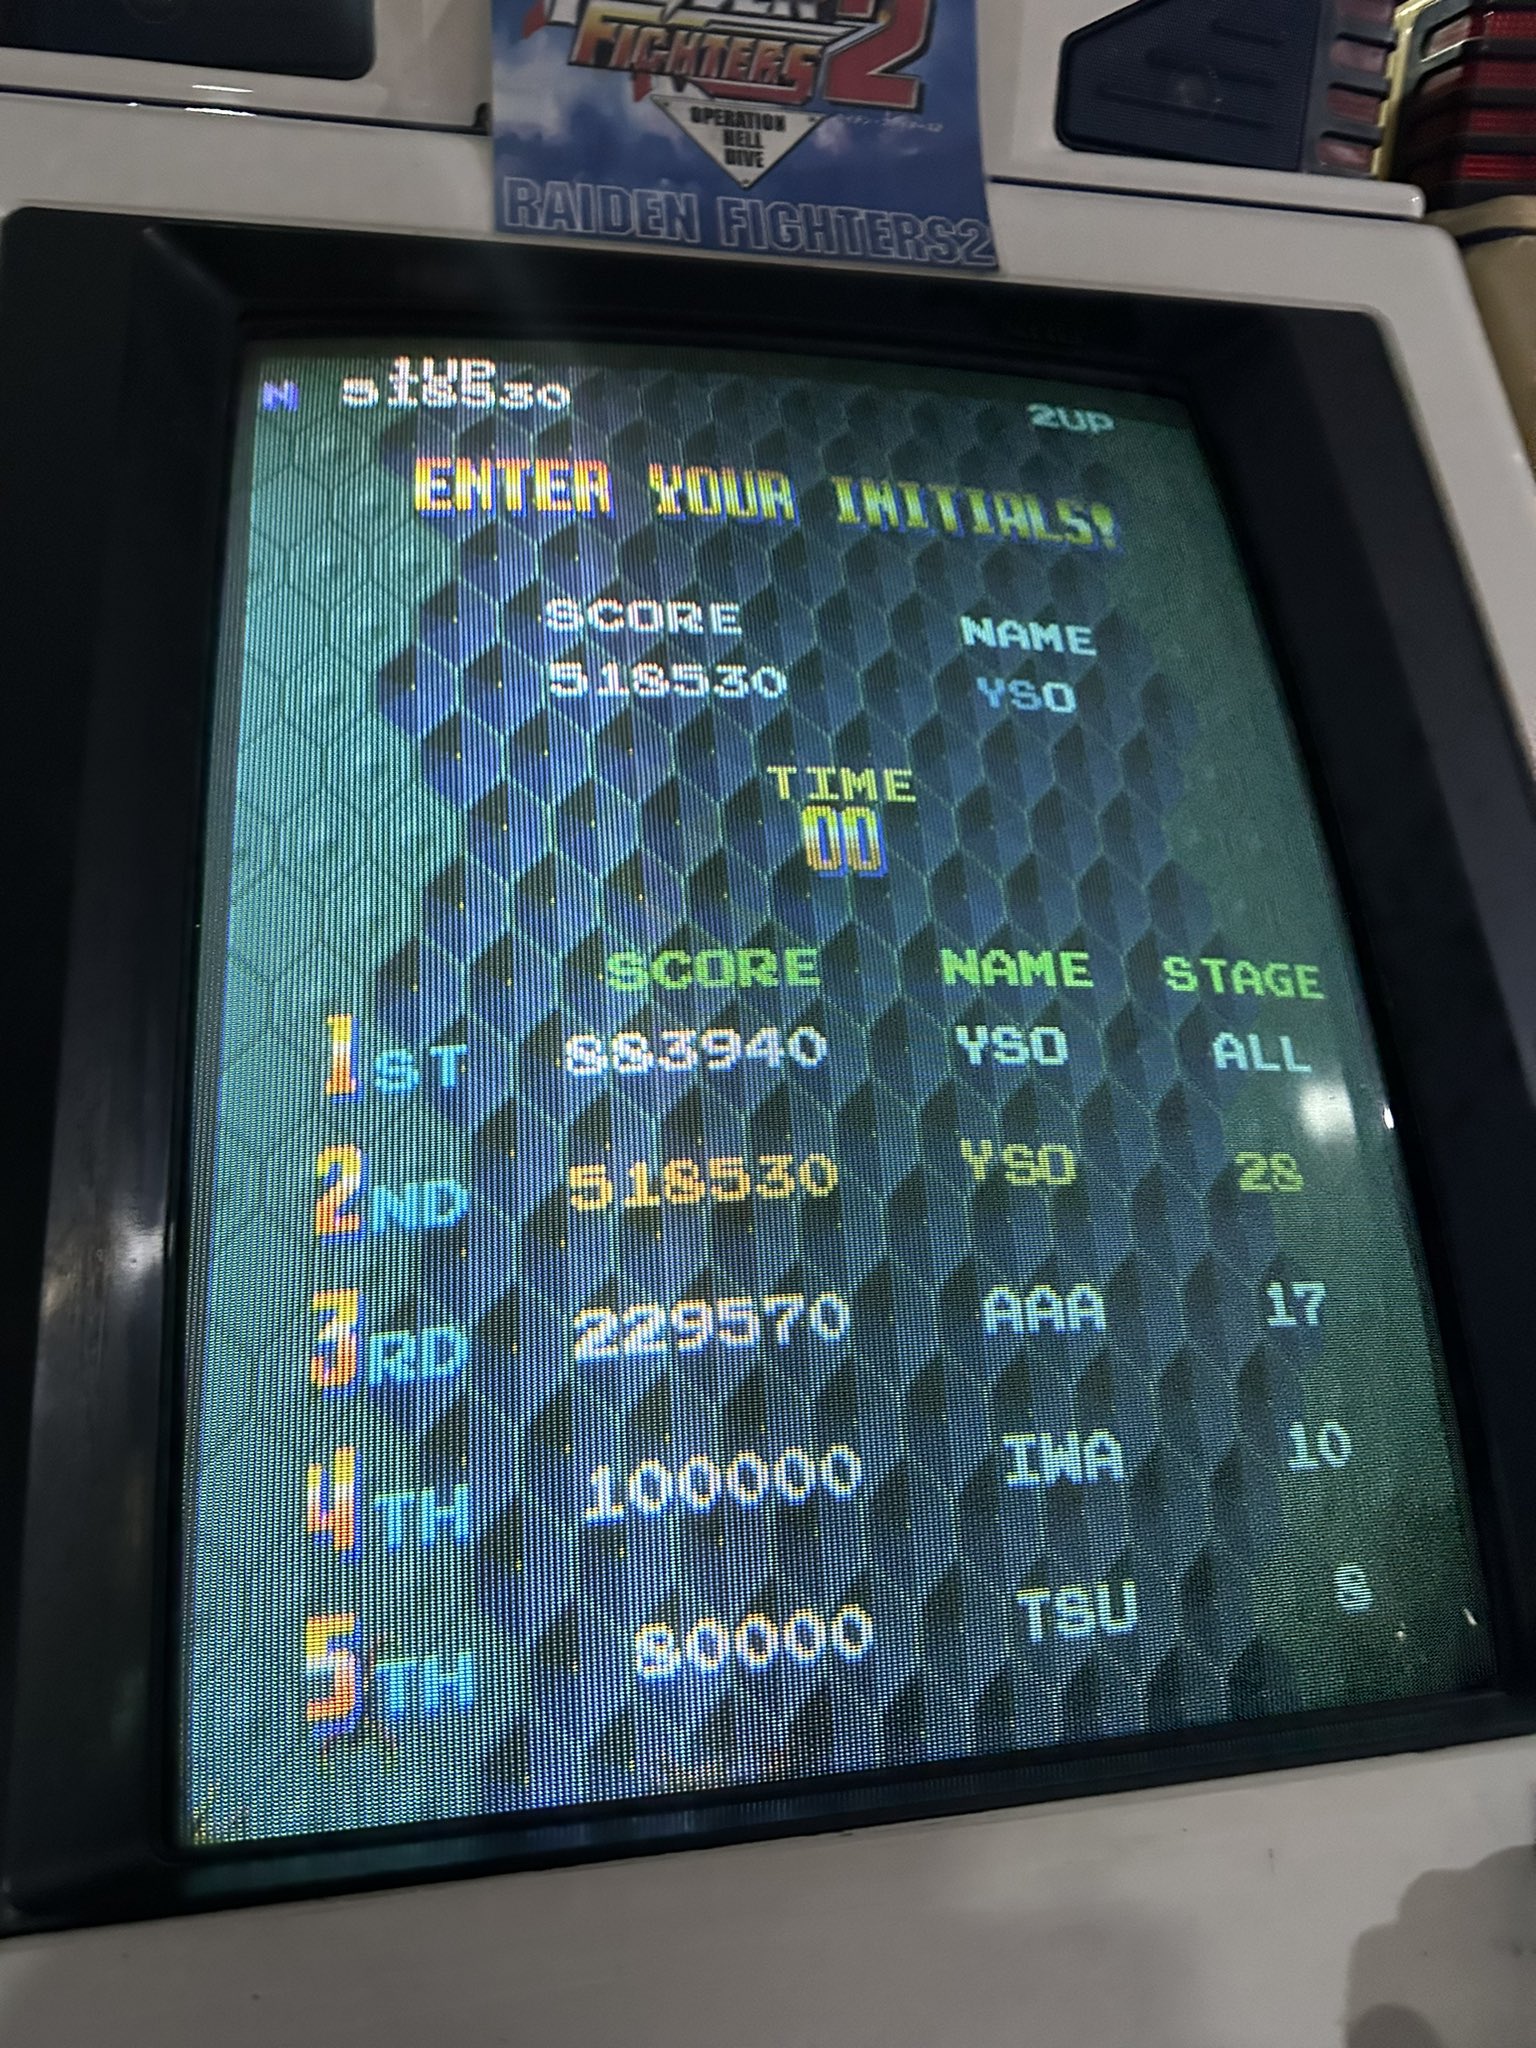 FIGHTERS 2
OPERATION
HELL
DIVE
RAIDEN FIGHTERS2
1UP
N 518530
2UP
ENTER YOUR INITIALS!
SCORE NAME
518530 YSO
TIME
00
SCORE NAME STAGE
1ST 883940 YSO ALL
2ND 518530 YSO 28
3RD 229570 AAA 17
4TH 100000 IWA 10
5TH 80000 TSU